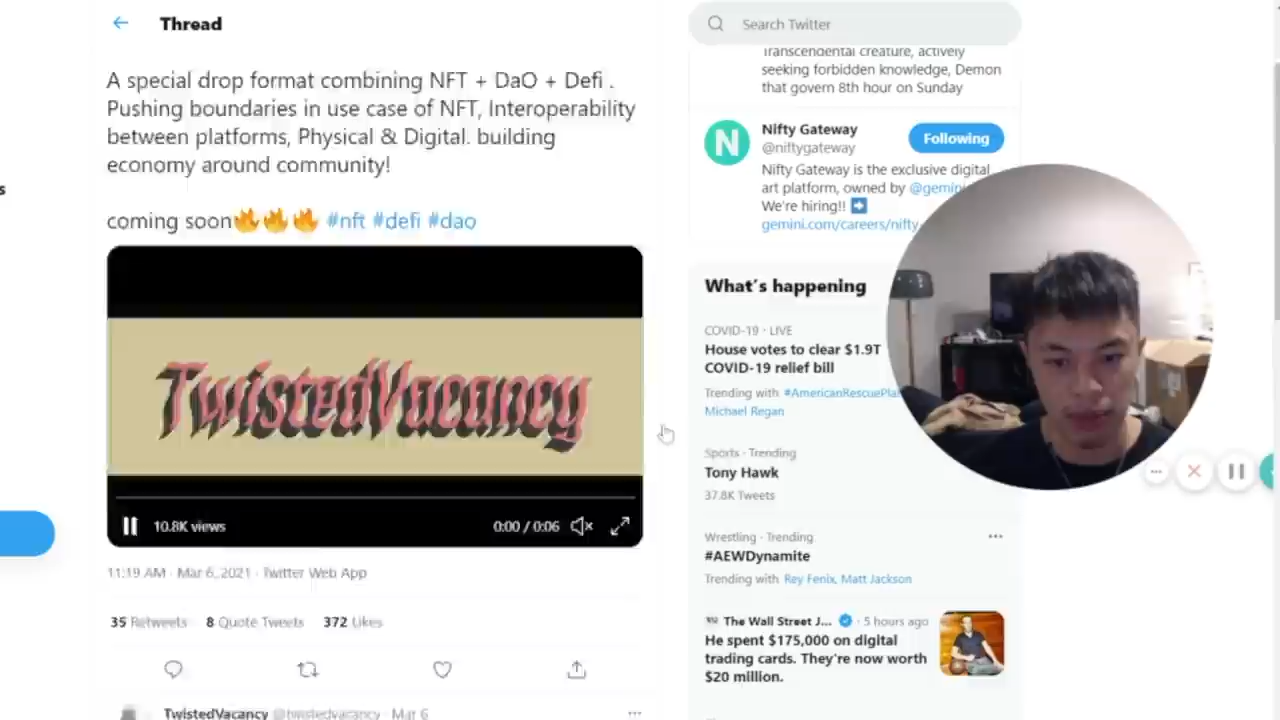 Thread
A special drop format combining NFT + DaO + Defi .
Pushing boundaries in use case of NFT, Interoperability
between platforms, Physical & Digital. building
economy around community!
coming soon🔥🔥🔥 #nft #defi #dao
TwistedVacancy
10.8K views
0:00 / 0:06
11:19 AM · Mar 6, 2021 · Twitter Web App
35 Retweets 8 Quote Tweets 372 Likes
TwistedVacancy @twistedvacancy · Mar 6
s
Search Twitter
Transcendental creature, actively
seeking forbidden knowledge, Demon
that govern 8th hour on Sunday
N
Nifty Gateway
@niftygateway
Following
Nifty Gateway is the exclusive digital
art platform, owned by @gemini
We're hiring!! ➡
gemini.com/careers/nifty
What's happening
COVID-19 · LIVE
House votes to clear $1.9T
COVID-19 relief bill
Trending with #AmericanRescuePlan
Michael Regan
Sports · Trending
Tony Hawk
37.8K Tweets
Wrestling · Trending
#AEWDynamite
Trending with Rey Fenix, Matt Jackson
The Wall Street J... · 5 hours ago
He spent $175,000 on digital
trading cards. They're now worth
$20 million.